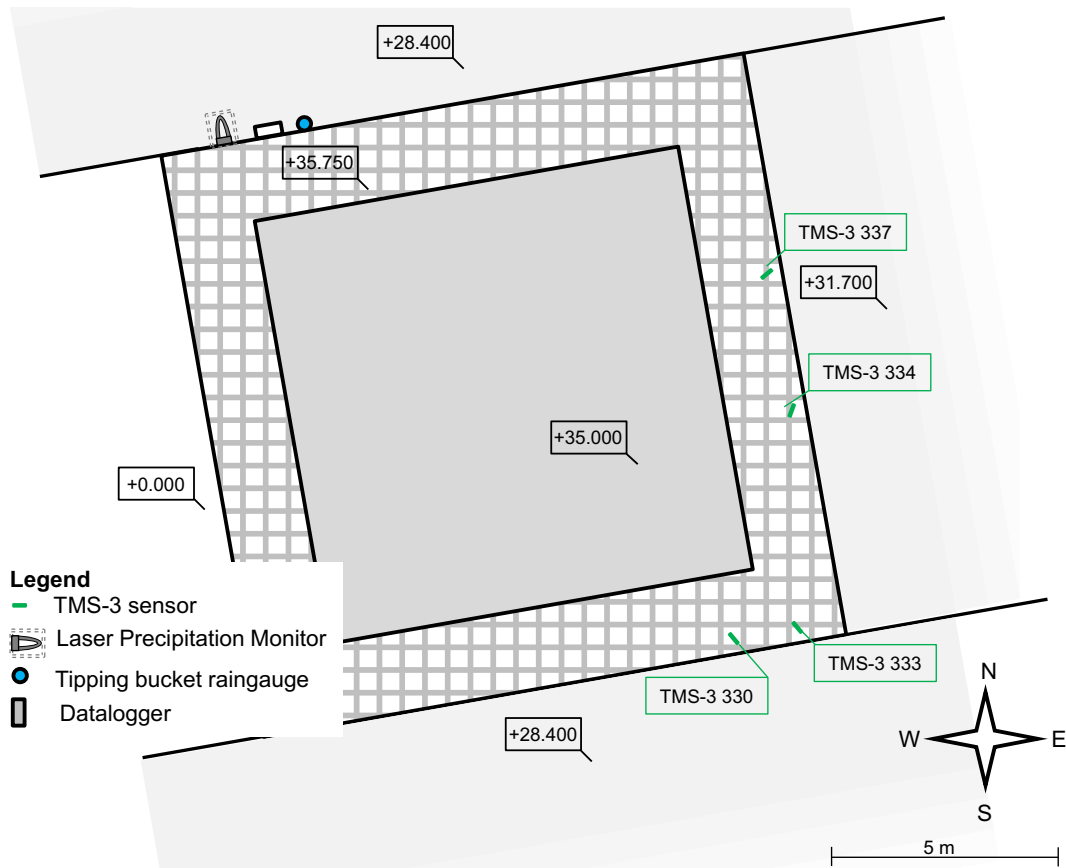 +28.400
+35.750
TMS-3 337
+31.700
TMS-3 334
+35.000
+0.000
Legend
TMS-3 sensor
Laser Precipitation Monitor
Tipping bucket raingauge
Datalogger
TMS-3 333
TMS-3 330
+28.400
N
W
E
S
5 m